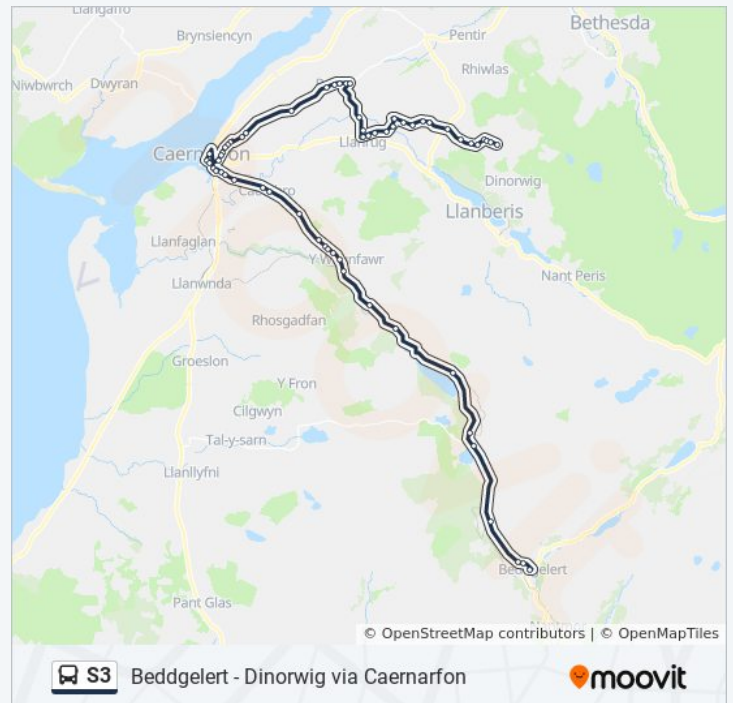 Llangaffo
Bethesda
Brynsiencyn
Pentir
Niwbwrch
Dwyran
Rhiwlas
Caernarfon
Llanrug
Dinorwig
Llanberis
Llanfaglan
Y Waunfawr
Nant Peris
Llanwnda
Rhosgadfan
Groeslon
Y Fron
Cilgwyn
Tal-y-sarn
Llanllyfni
Beddgelert
Pant Glas
© OpenStreetMap contributors | © OpenMapTiles
S3 Beddgelert - Dinorwig via Caernarfon
moovit